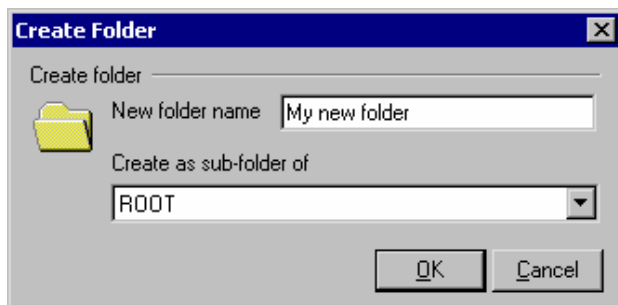 Create Folder
Create folder
New folder name My new folder
Create as sub-folder of
ROOT
OK Cancel